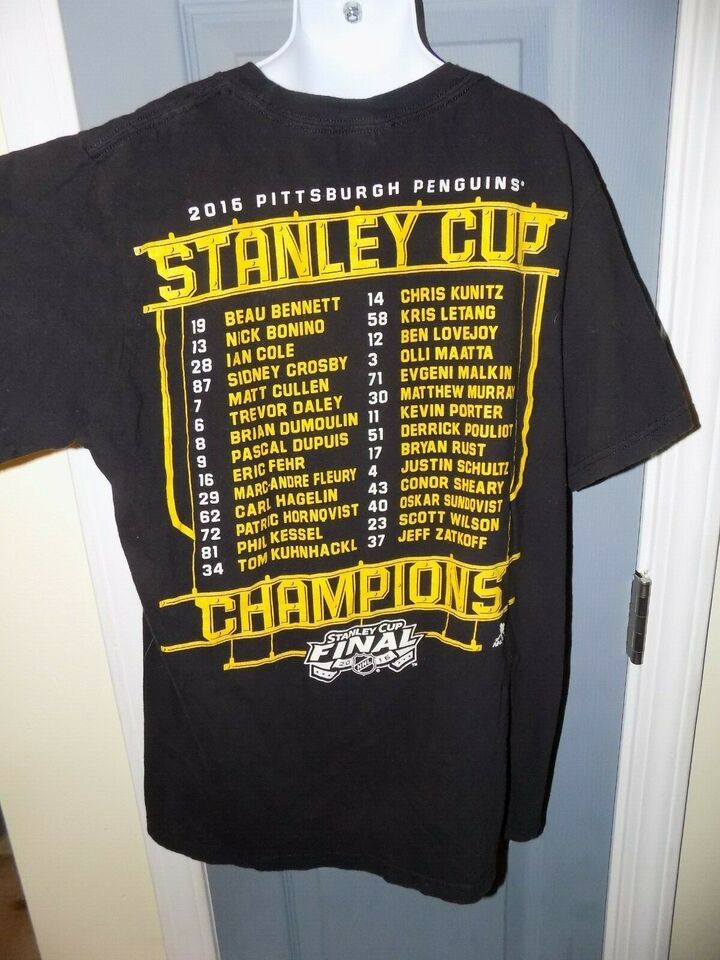 2016 PITTSBURGH PENGUINS®
STANLEY CUP
19 BEAU BENNETT
13 NICK BONINO
28 IAN COLE
87 SIDNEY CROSBY
7 MATT CULLEN
6 TREVOR DALEY
8 BRIAN DUMOULIN
9 PASCAL DUPUIS
16 ERIC FEHR
29 MARC-ANDRE FLEURY
62 CARL HAGELIN
72 PATRIC HORNQVIST
81 PHIL KESSEL
34 TOM KUHNHACKL
14 CHRIS KUNITZ
58 KRIS LETANG
12 BEN LOVEJOY
3 OLLI MAATTA
71 EVGENI MALKIN
30 MATTHEW MURRAY
11 KEVIN PORTER
51 DERRICK POULIOT
17 BRYAN RUST
4 JUSTIN SCHULTZ
43 CONOR SHEARY
40 OSKAR SUNDQVIST
23 SCOTT WILSON
37 JEFF ZATKOFF
CHAMPIONS
STANLEY CUP
FINAL
20 NHL 16